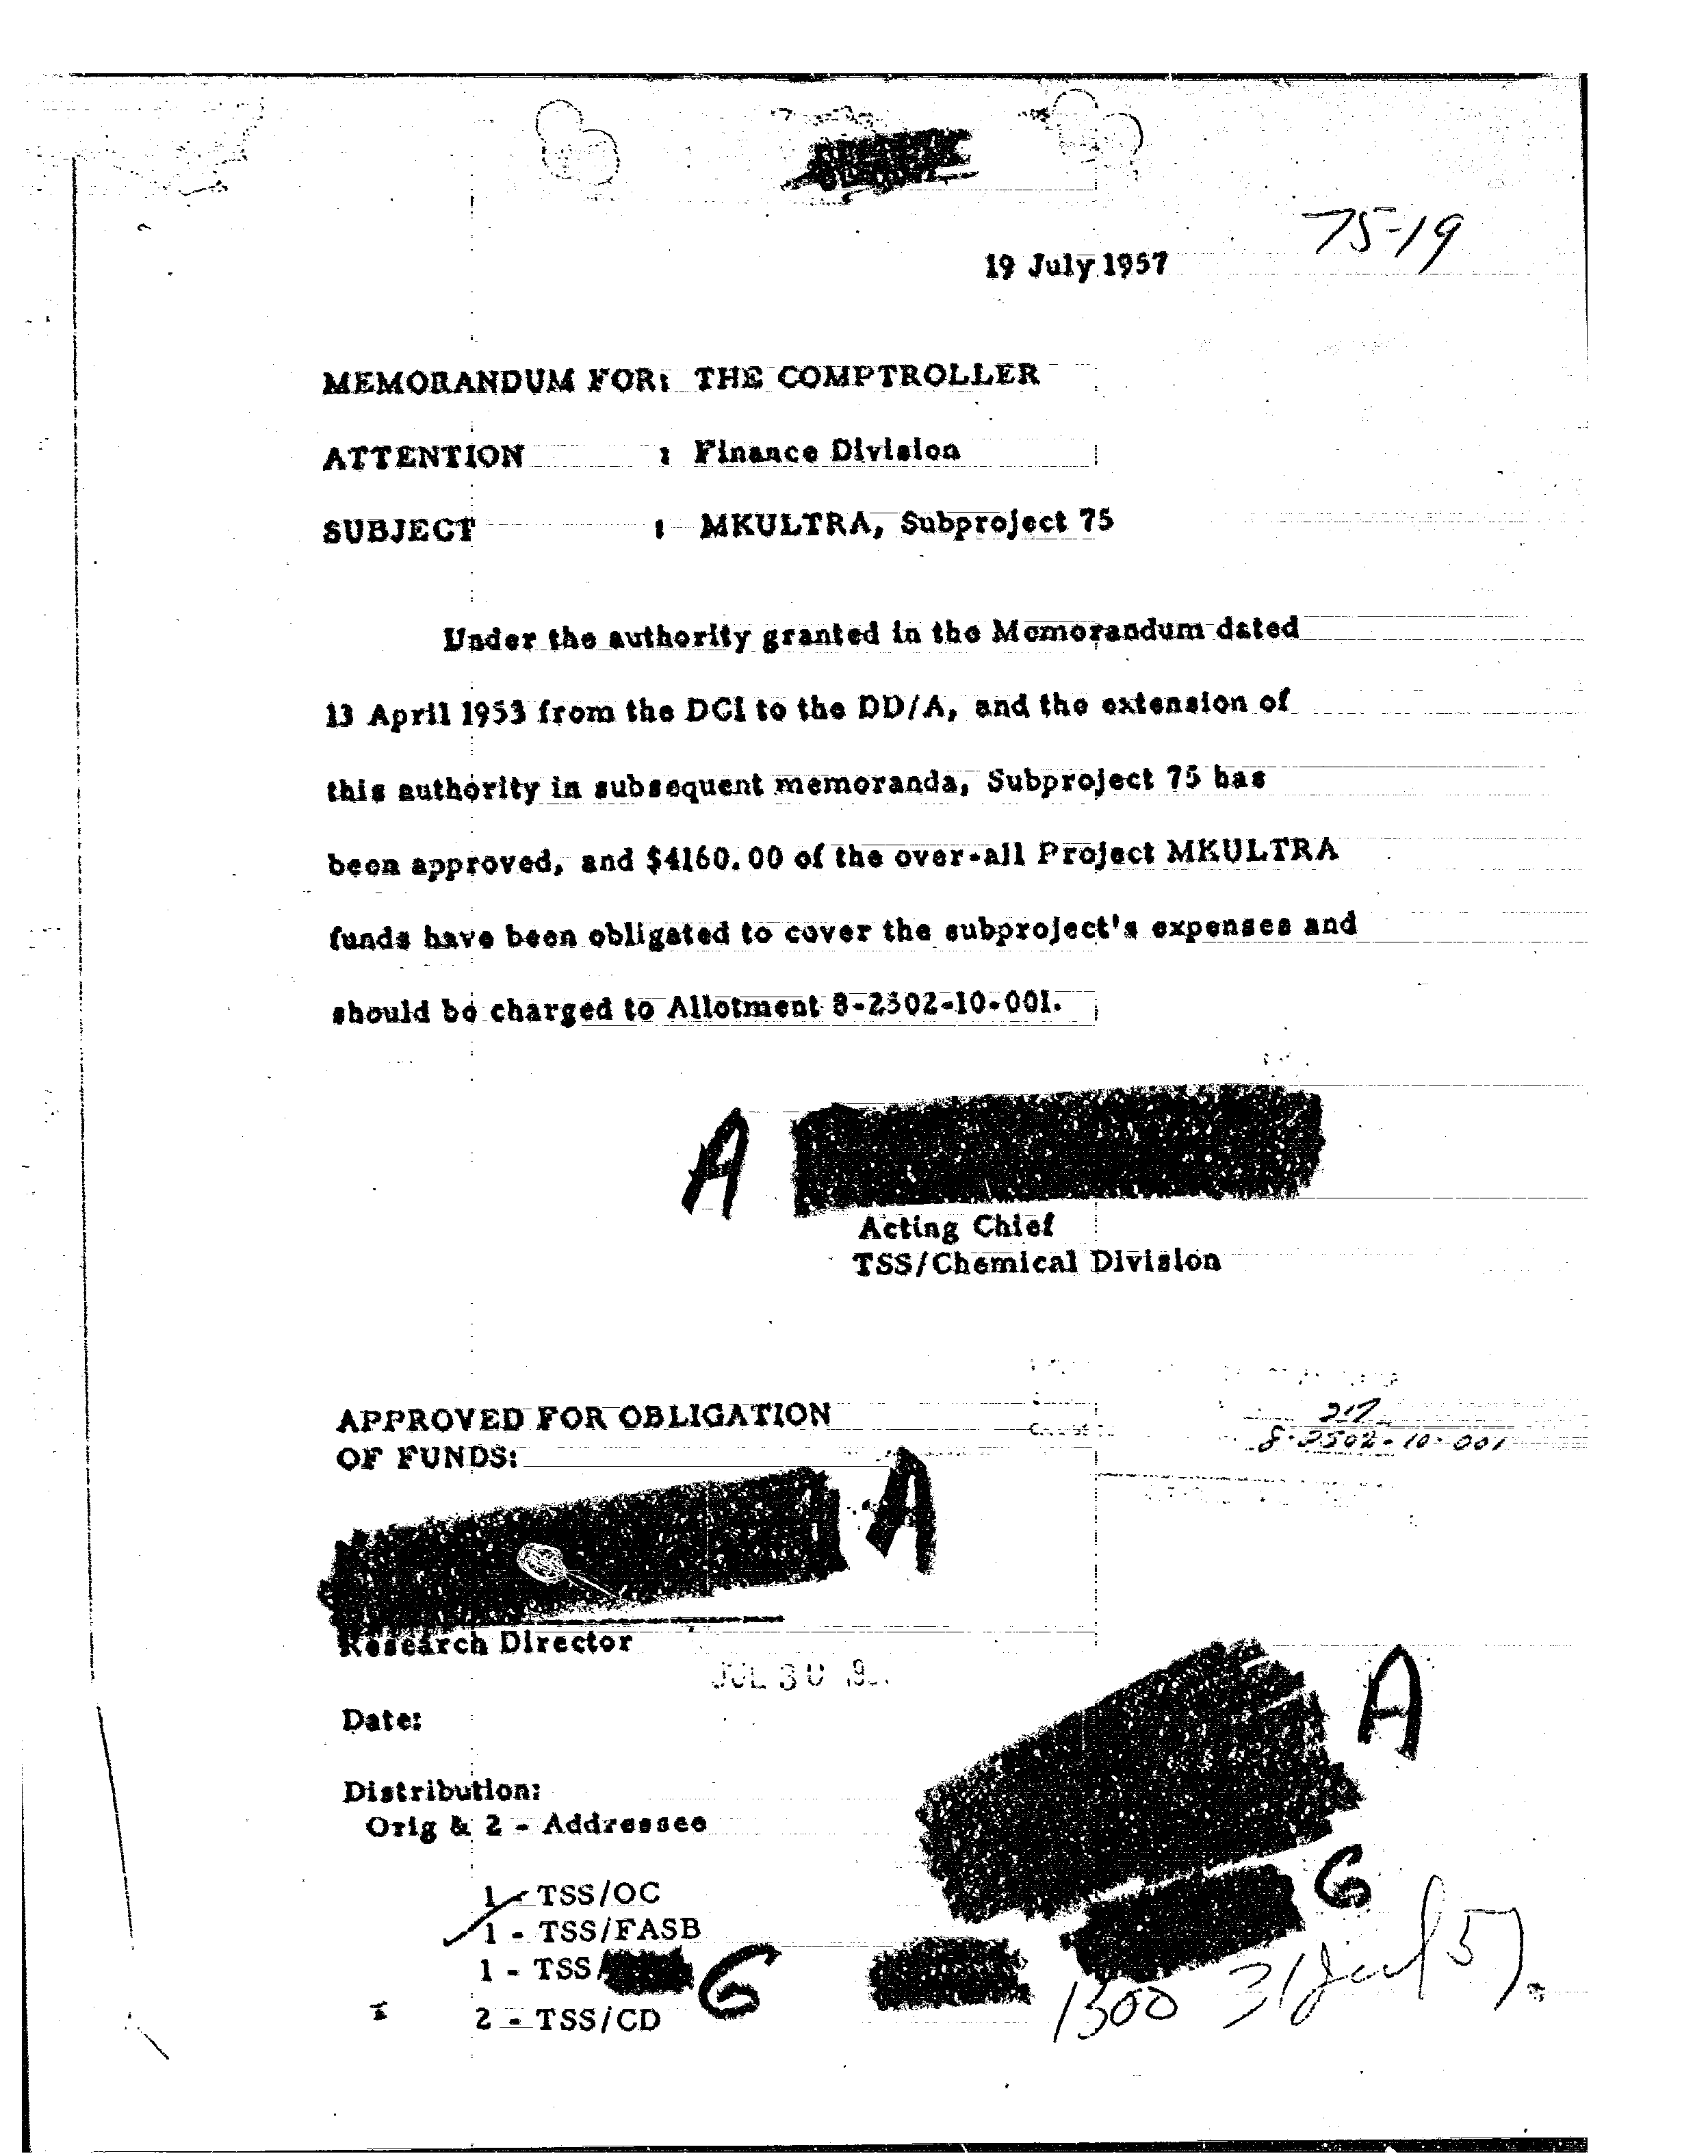 75-19
19 July 1957
MEMORANDUM FOR: THE COMPTROLLER
ATTENTION : Finance Division
SUBJECT : MKULTRA, Subproject 75
Under the authority granted in the Memorandum dated
13 April 1953 from the DCI to the DD/A, and the extension of
this authority in subsequent memoranda, Subproject 75 has
been approved, and $4160.00 of the over-all Project MKULTRA
funds have been obligated to cover the subproject's expenses and
should be charged to Allotment 8-2502-10-001.
A
Acting Chief
TSS/Chemical Division
APPROVED FOR OBLIGATION
OF FUNDS:
217
8-2502-10-001
A
Research Director
JUL 30
A
Date:
Distribution:
Orig & 2 - Addressee
1 - TSS/OC
G
1 - TSS/FASB
1 - TSS/ G
2 - TSS/CD
1300 31 Jul 57